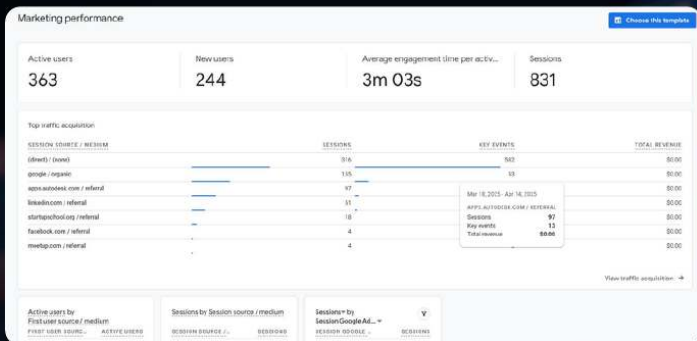 Marketing performance
Choose this template
Active users
363
New users
244
Average engagement time per activ...
3m 03s
Sessions
831
Top traffic acquisition
SESSION SOURCE / MEDIUM SESSIONS KEY EVENTS TOTAL REVENUE
(direct) / (none) 316 $0.00
google / organic $0.00
apps.autodesk.com / referral 97 $0.00
linkedin.com / referral 31 $0.00
startupschool.org / referral 18 $0.00
facebook.com / referral 4 $0.00
meetup.com / referral 4 $0.00
Mar 18, 2025 - Apr 14, 2025
APPS.AUTODESK.COM / REFERRAL
Sessions 97
Key events 13
Total revenue $0.00
View traffic acquisition →
Active users by
First user source / medium
FIRST USER SOURC... ACTIVE USERS
Sessions by Session source / medium
SESSION SOURCE /... SESSIONS
Sessions▾ by
Session Google Ad... ▾
SESSION GOOGLE ... SESSIONS